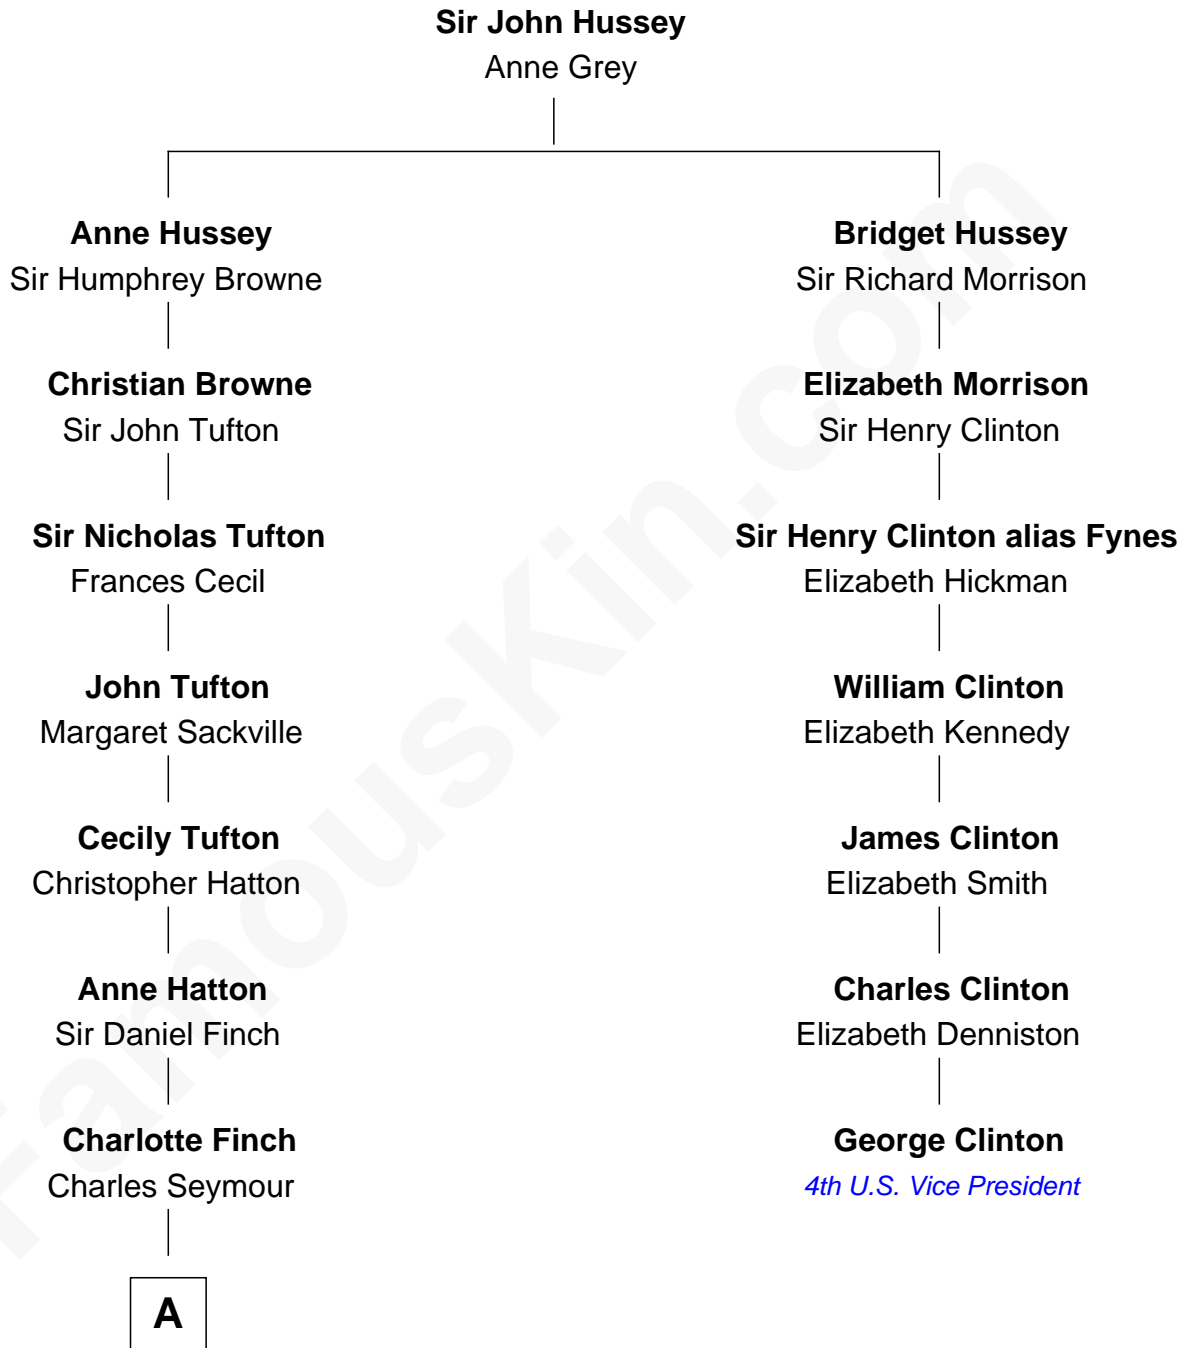 Sir John Hussey
Anne Grey
Anne Hussey
Sir Humphrey Browne
Bridget Hussey
Sir Richard Morrison
Christian Browne
Sir John Tufton
Elizabeth Morrison
Sir Henry Clinton
Sir Nicholas Tufton
Frances Cecil
Sir Henry Clinton alias Fynes
Elizabeth Hickman
John Tufton
Margaret Sackville
William Clinton
Elizabeth Kennedy
Cecily Tufton
Christopher Hatton
James Clinton
Elizabeth Smith
Anne Hatton
Sir Daniel Finch
Charles Clinton
Elizabeth Denniston
Charlotte Finch
Charles Seymour
George Clinton
4th U.S. Vice President
A
FamousKin.com